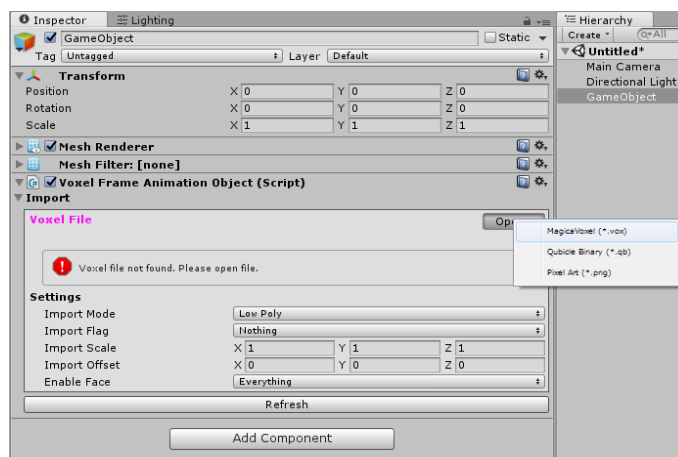 Inspector Lighting
GameObject Static
Tag Untagged Layer Default
Transform
Position X 0 Y 0 Z 0
Rotation X 0 Y 0 Z 0
Scale X 1 Y 1 Z 1
Mesh Renderer
Mesh Filter: [none]
Voxel Frame Animation Object (Script)
Import
Voxel File
Voxel file not found. Please open file.
Settings
Import Mode Low Poly
Import Flag Nothing
Import Scale X 1 Y 1 Z 1
Import Offset X 0 Y 0 Z 0
Enable Face Everything
Refresh
Add Component
MagicaVoxel (*.vox)
Qubicle Binary (*.qb)
Pixel Art (*.png)
Hierarchy
Create All
Untitled*
Main Camera
Directional Light
GameObject